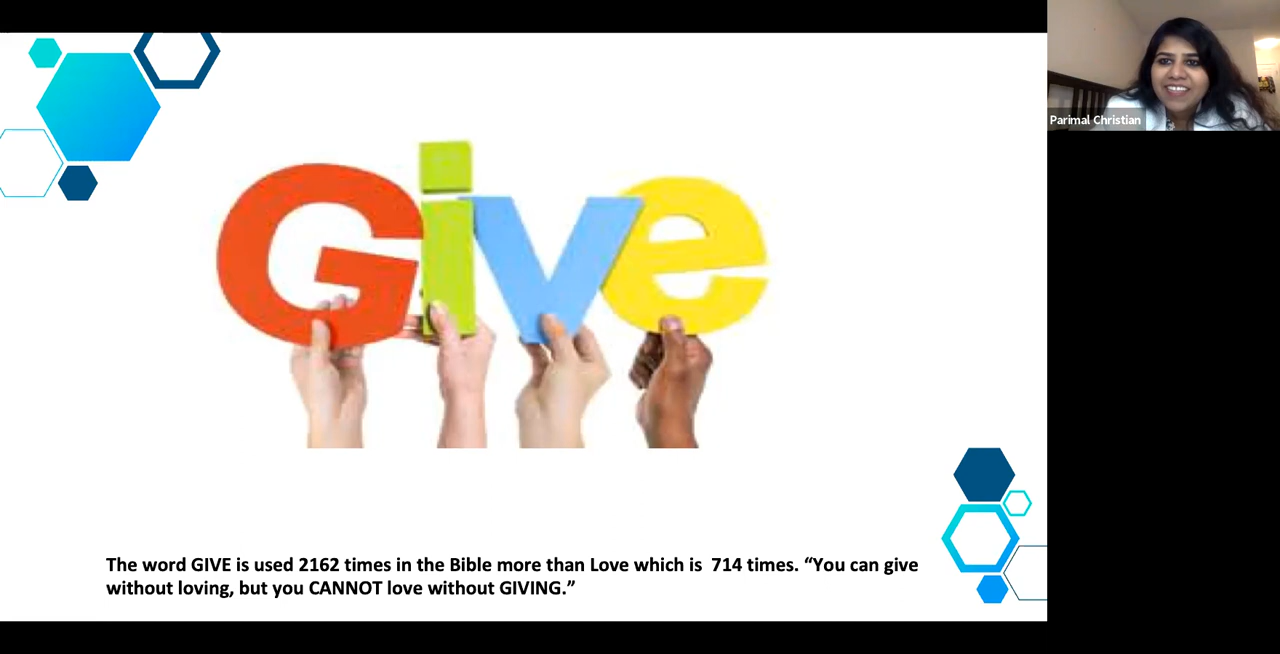 Give
Parimal Christian
The word GIVE is used 2162 times in the Bible more than Love which is  714 times. “You can give
without loving, but you CANNOT love without GIVING.”